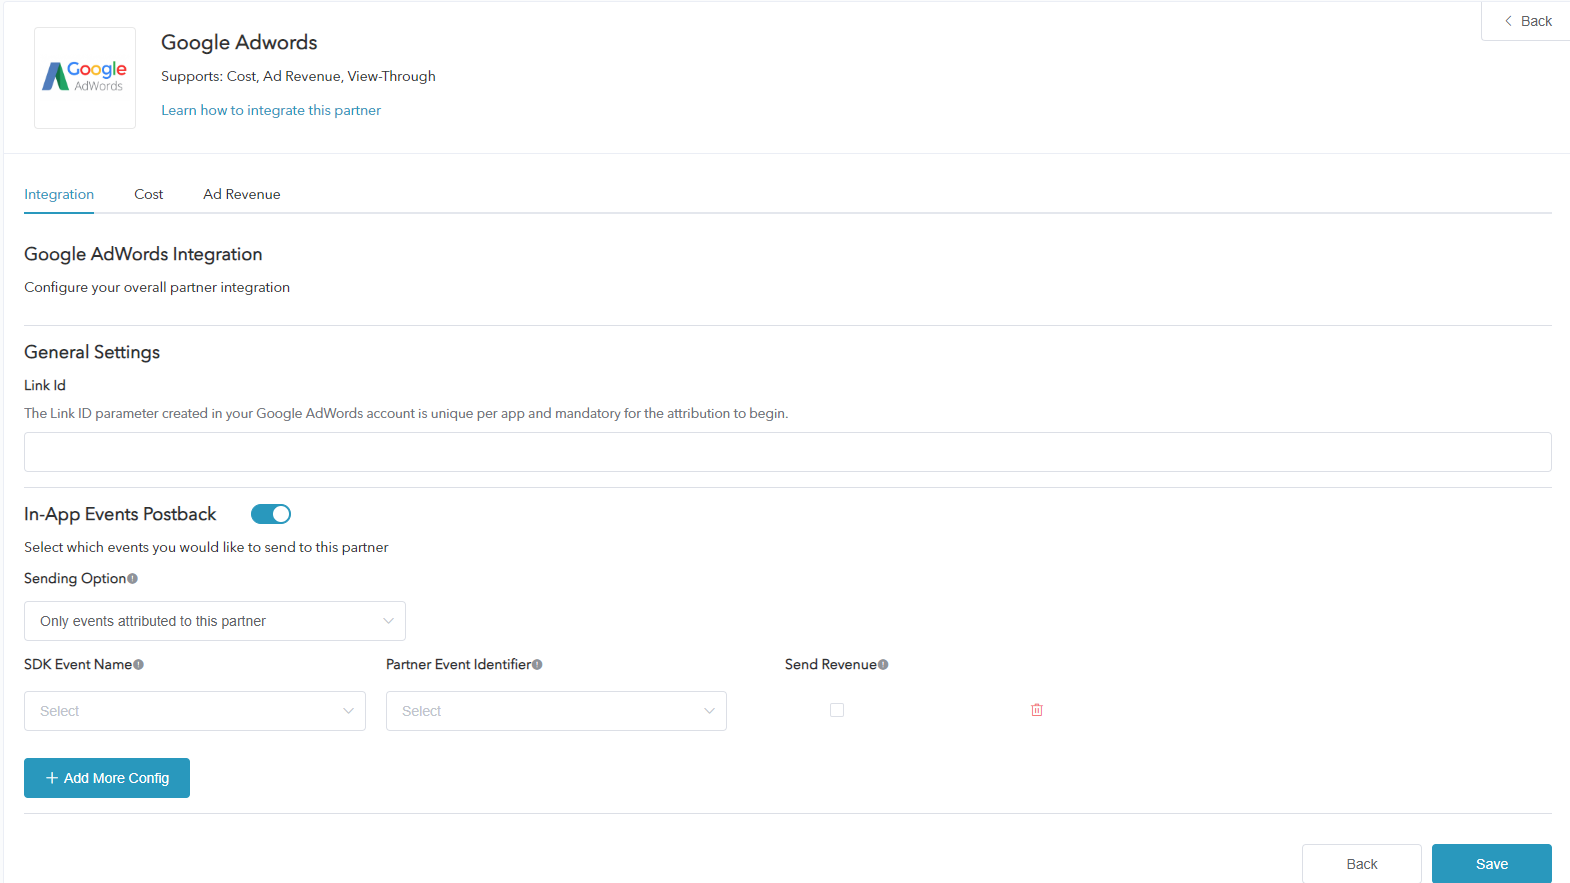 Back
Google AdWords
Google Adwords
Supports: Cost, Ad Revenue, View-Through
Learn how to integrate this partner
Integration Cost Ad Revenue
Google AdWords Integration
Configure your overall partner integration
General Settings
Link Id
The Link ID parameter created in your Google AdWords account is unique per app and mandatory for the attribution to begin.
In-App Events Postback
Select which events you would like to send to this partner
Sending Option
Only events attributed to this partner
SDK Event Name Partner Event Identifier Send Revenue
Select Select
+ Add More Config
Back Save